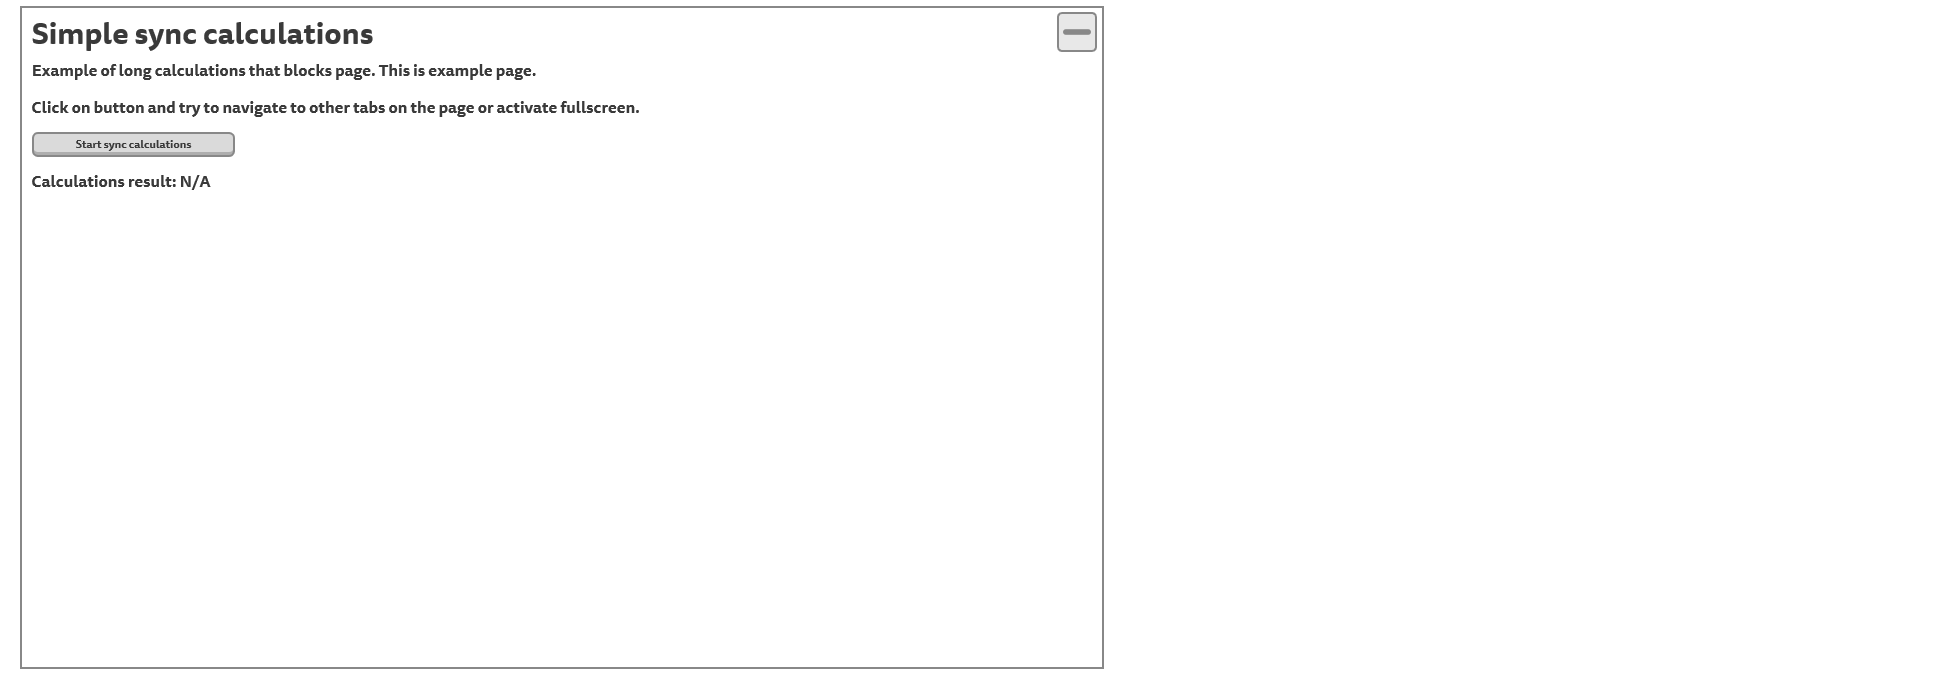 Simple sync calculations
Example of long calculations that blocks page. This is example page.
Click on button and try to navigate to other tabs on the page or activate fullscreen.
Start sync calculations
Calculations result: N/A